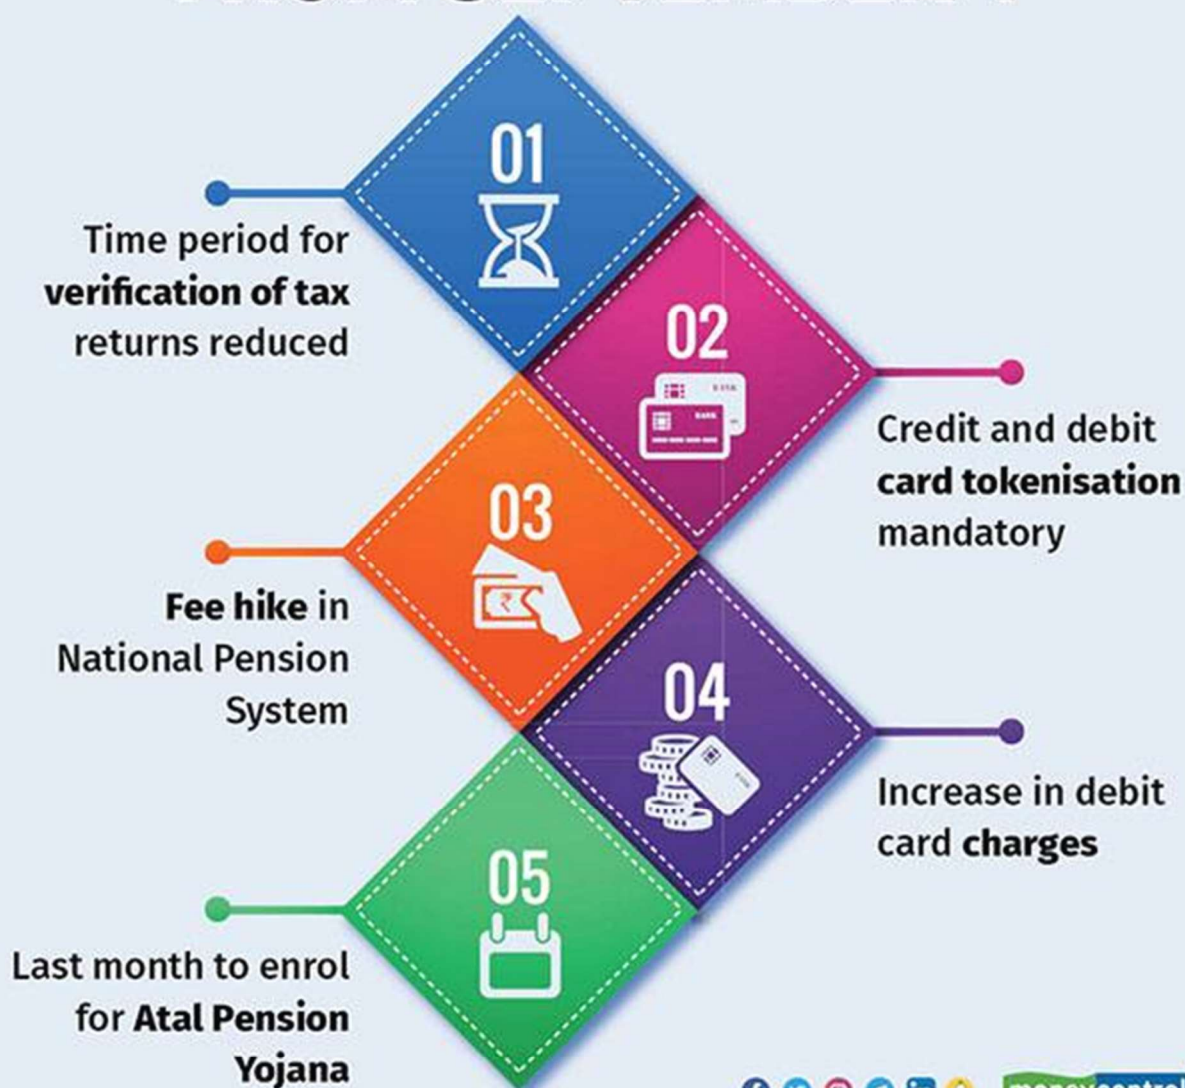 01
Time period for
verification of tax
returns reduced
02
Credit and debit
card tokenisation
mandatory
03
Fee hike in
National Pension
System
04
Increase in debit
card charges
05
Last month to enrol
for Atal Pension
Yojana